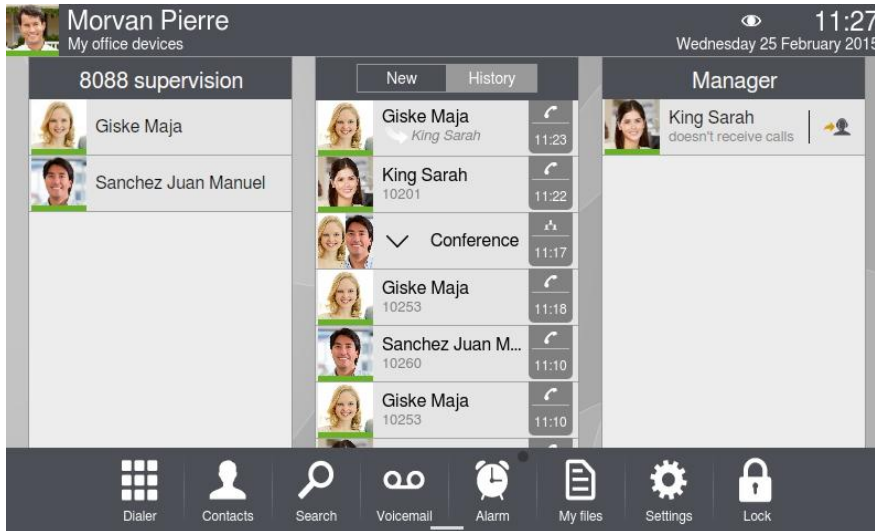 Morvan Pierre
My office devices
11:27
Wednesday 25 February 2015
8088 supervision
Giske Maja
Sanchez Juan Manuel
New
History
Giske Maja
King Sarah
11:23
King Sarah
10201
11:22
Conference
11:17
Giske Maja
10253
11:18
Sanchez Juan M...
10260
11:10
Giske Maja
10253
11:10
Manager
King Sarah
doesn't receive calls
Dialer
Contacts
Search
Voicemail
Alarm
My files
Settings
Lock